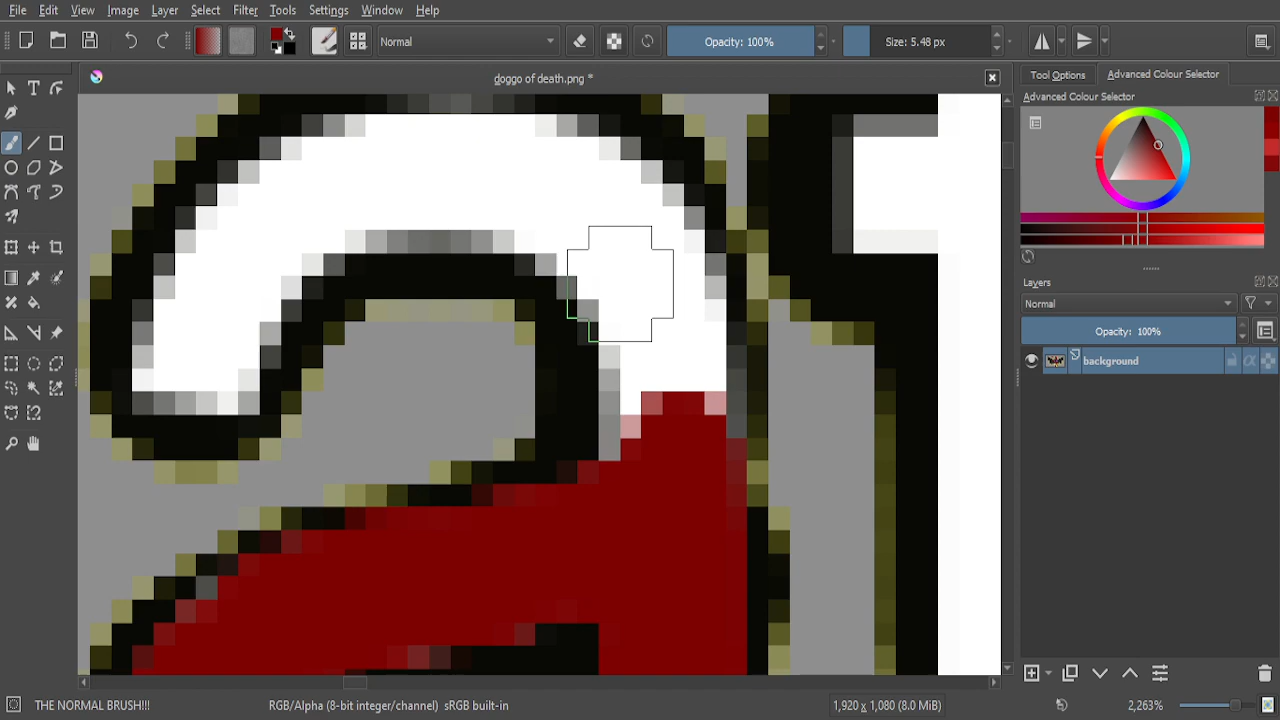 File Edit View Image Layer Select Filter Tools Settings Window Help
Normal Opacity: 100% Size: 5.48 px
doggo of death.png *
Tool Options Advanced Colour Selector
Advanced Colour Selector
Layers
Normal
Opacity: 100%
background
THE NORMAL BRUSH!!! RGB/Alpha (8-bit integer/channel) sRGB built-in 1,920 x 1,080 (8.0 MiB) 2,263%